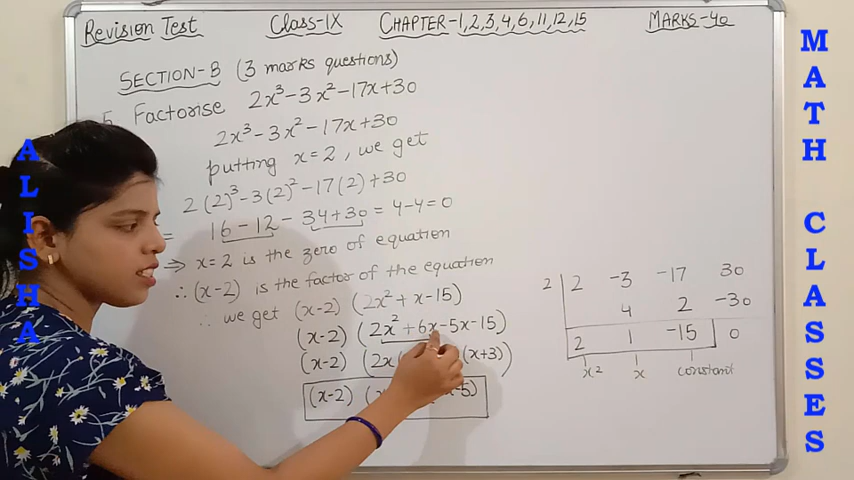 Revision Test Class-IX CHAPTER-1,2,3,4,6,11,12,15 MARKS-40
SECTION-B (3 marks questions)
Factorise 2x³-3x²-17x+30
2x³-3x²-17x+30
putting x=2, we get
2(2)³-3(2)²-17(2)+30
= 16-12-34+30 = 4-4=0
⇒ x=2 is the zero of equation
∴ (x-2) is the factor of the equation
∴ we get (x-2) (2x²+x-15)
(x-2) (2x²+6x-5x-15)
(x-2) (2x (x+3))
(x-2)
2 2 -3 -17 30
4 2 -30
2 1 -15 0
x² x constant
ALISHA
MATH CLASSES